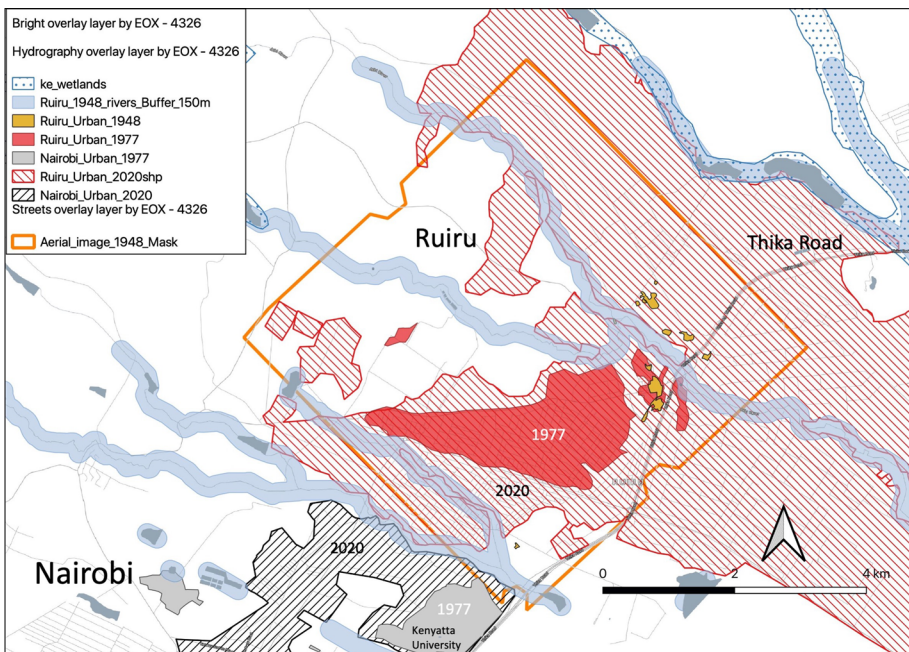 Bright overlay layer by EOX - 4326
Hydrography overlay layer by EOX - 4326
ke_wetlands
Ruiru_1948_rivers_Buffer_150m
Ruiru_Urban_1948
Ruiru_Urban_1977
Nairobi_Urban_1977
Ruiru_Urban_2020shp
Nairobi_Urban_2020
Streets overlay layer by EOX - 4326
Aerial_image_1948_Mask
Ruiru
Thika Road
1977
2020
2020
Nairobi
1977
Kenyatta
University
0
2
4 km